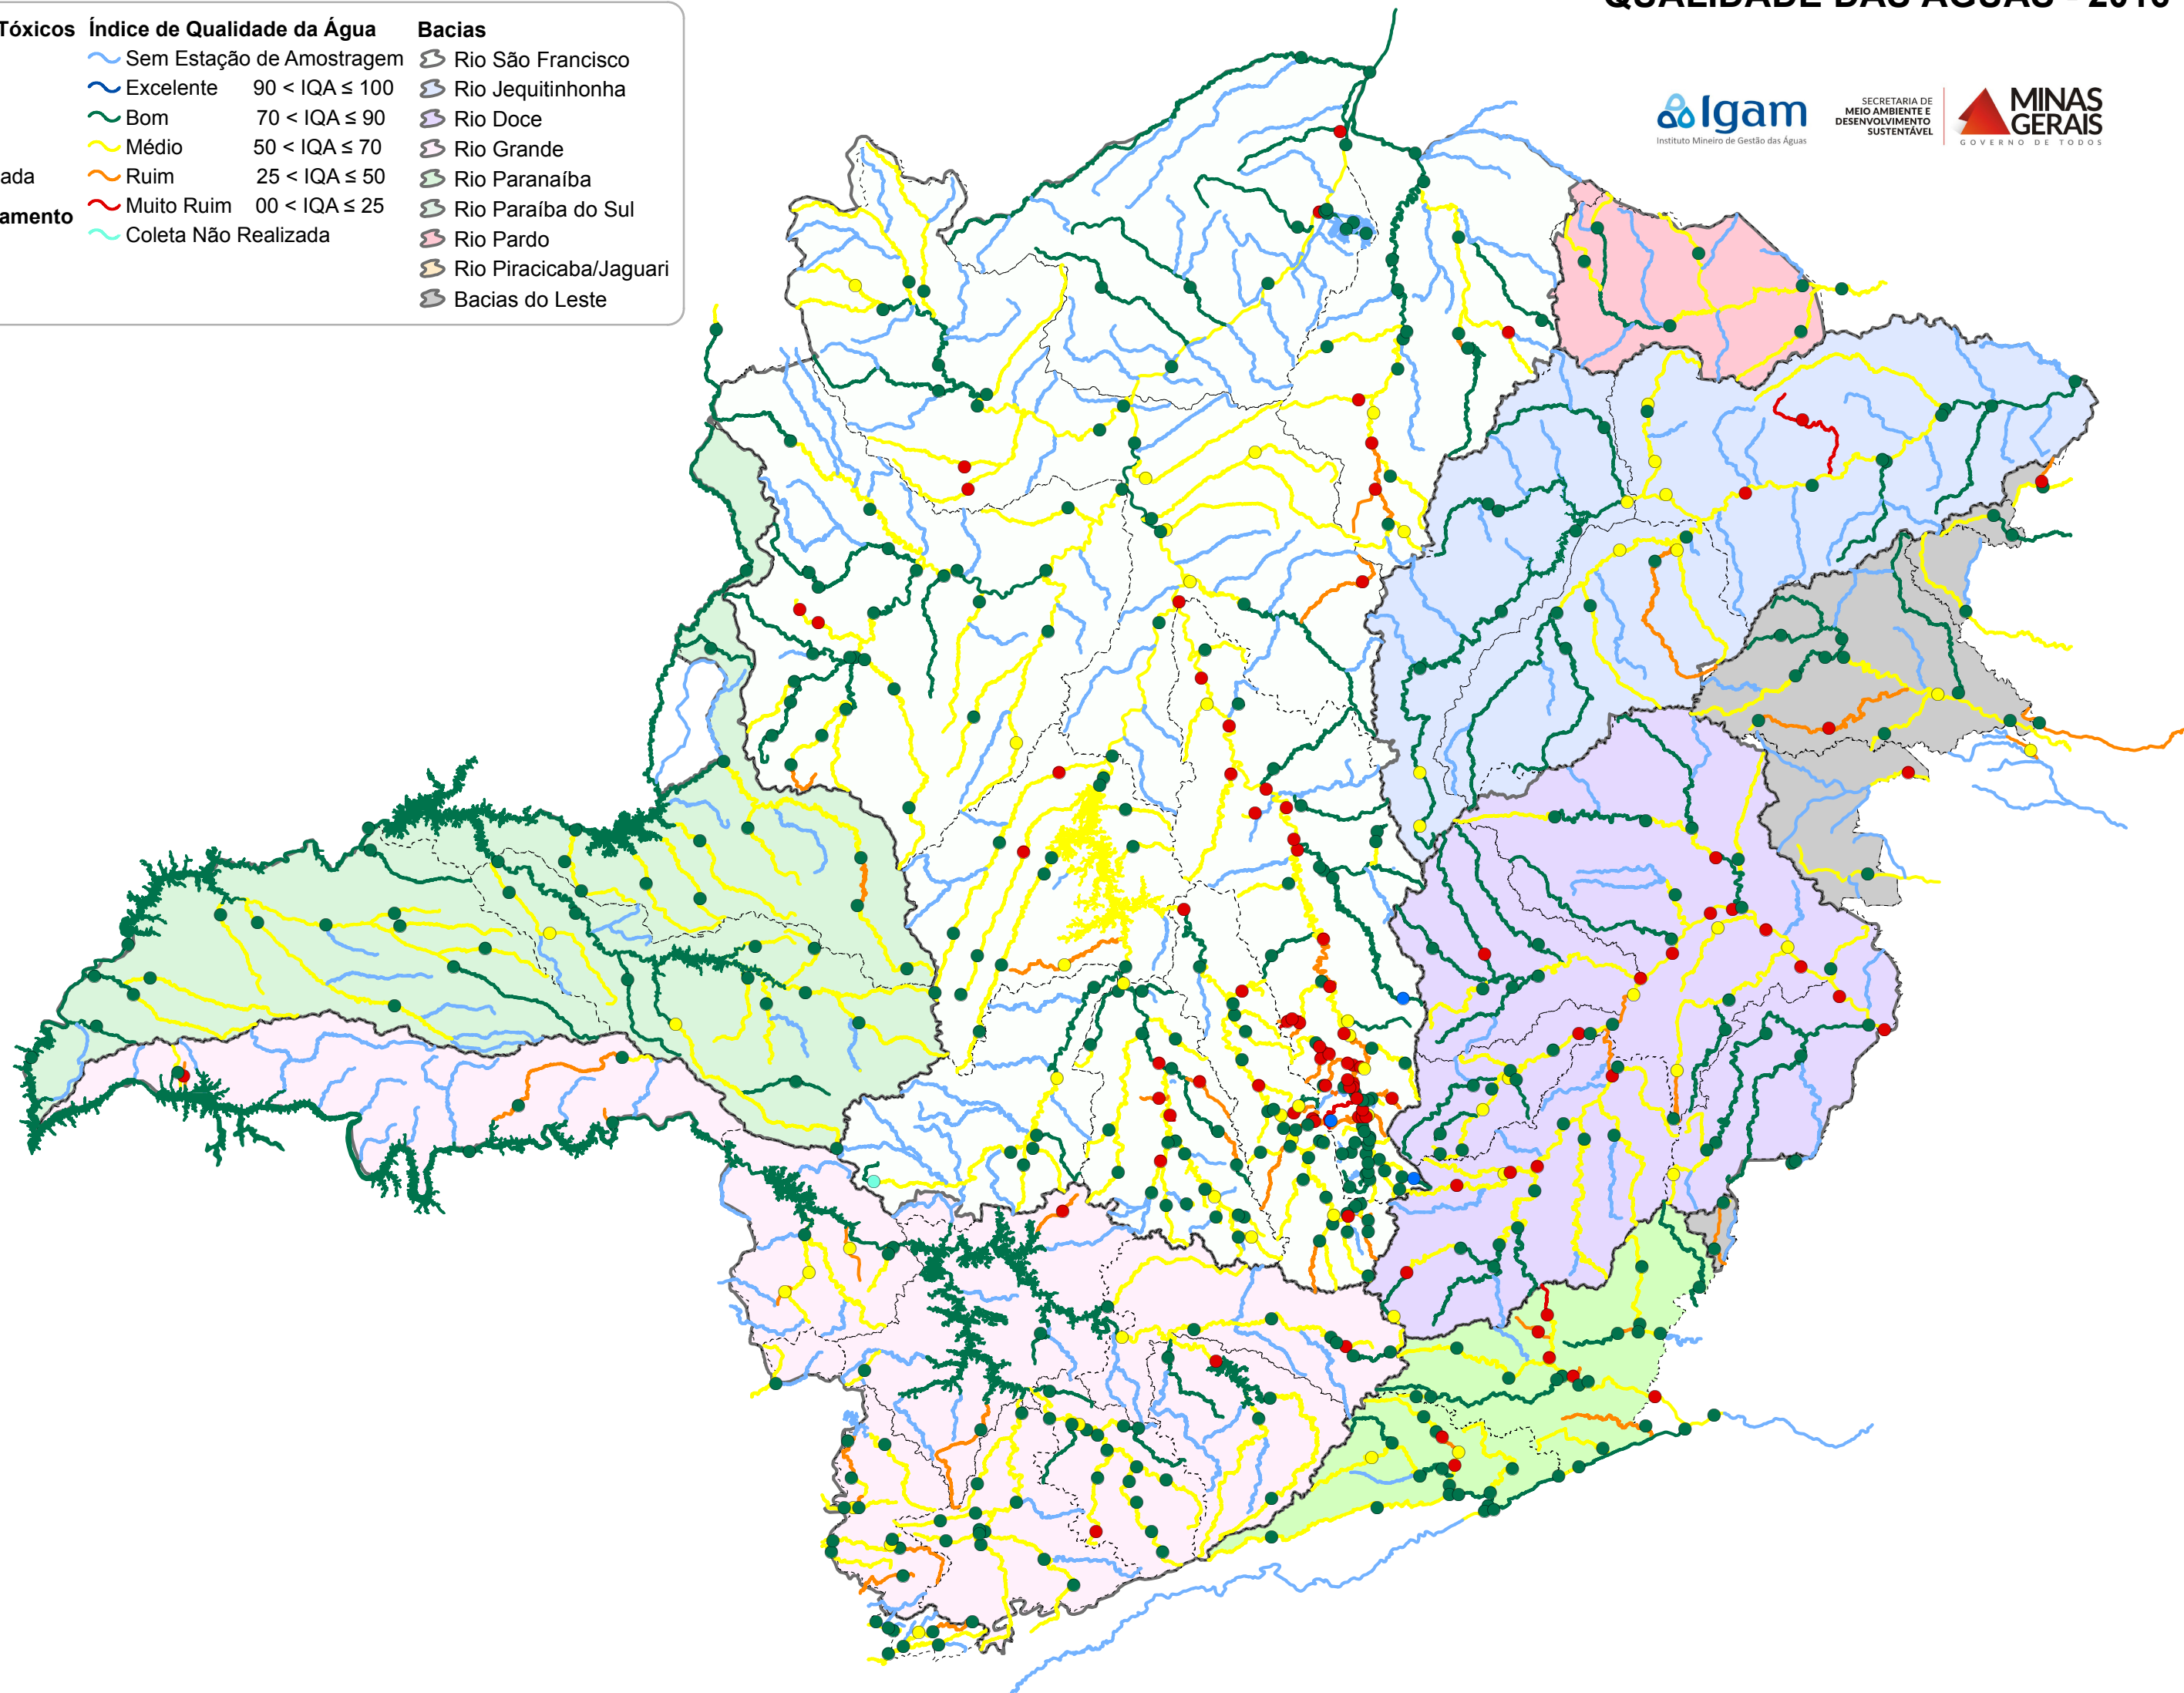 QUALIDADE DAS ÁGUAS - 2016
Tóxicos
ada
amento
Índice de Qualidade da Água
Sem Estação de Amostragem
Excelente 90 < IQA ≤ 100
Bom 70 < IQA ≤ 90
Médio 50 < IQA ≤ 70
Ruim 25 < IQA ≤ 50
Muito Ruim 00 < IQA ≤ 25
Coleta Não Realizada
Bacias
Rio São Francisco
Rio Jequitinhonha
Rio Doce
Rio Grande
Rio Paranaíba
Rio Paraíba do Sul
Rio Pardo
Rio Piracicaba/Jaguari
Bacias do Leste
Igam
Instituto Mineiro de Gestão das Águas
SECRETARIA DE
MEIO AMBIENTE E
DESENVOLVIMENTO
SUSTENTÁVEL
MINAS
GERAIS
GOVERNO DE TODOS